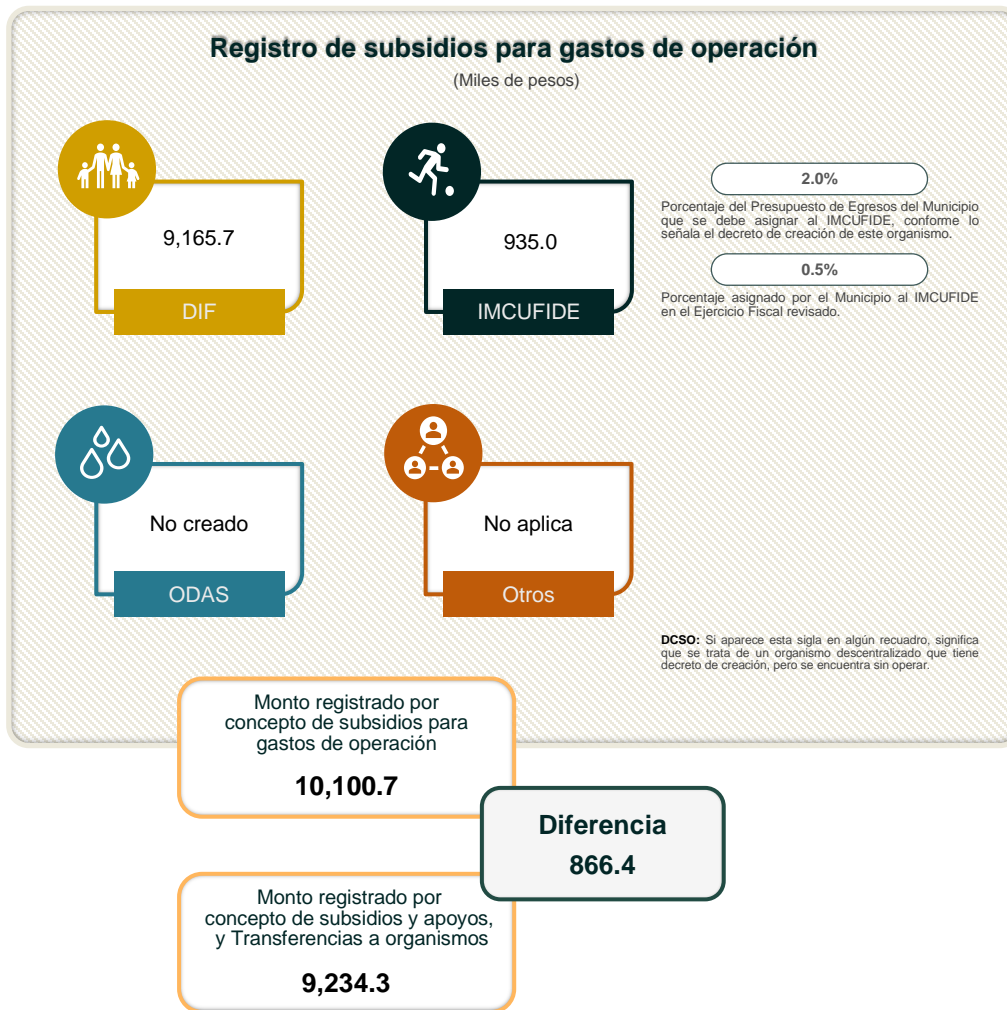 Registro de subsidios para gastos de operación
(Miles de pesos)
9,165.7
DIF
935.0
IMCUFIDE
2.0%
Porcentaje del Presupuesto de Egresos del Municipio
que se debe asignar al IMCUFIDE, conforme lo
señala el decreto de creación de este organismo.
0.5%
Porcentaje asignado por el Municipio al IMCUFIDE
en el Ejercicio Fiscal revisado.
No creado
ODAS
No aplica
Otros
DCSO: Si aparece esta sigla en algún recuadro, significa
que se trata de un organismo descentralizado que tiene
decreto de creación, pero se encuentra sin operar.
Monto registrado por
concepto de subsidios para
gastos de operación
10,100.7
Diferencia
866.4
Monto registrado por
concepto de subsidios y apoyos,
y Transferencias a organismos
9,234.3